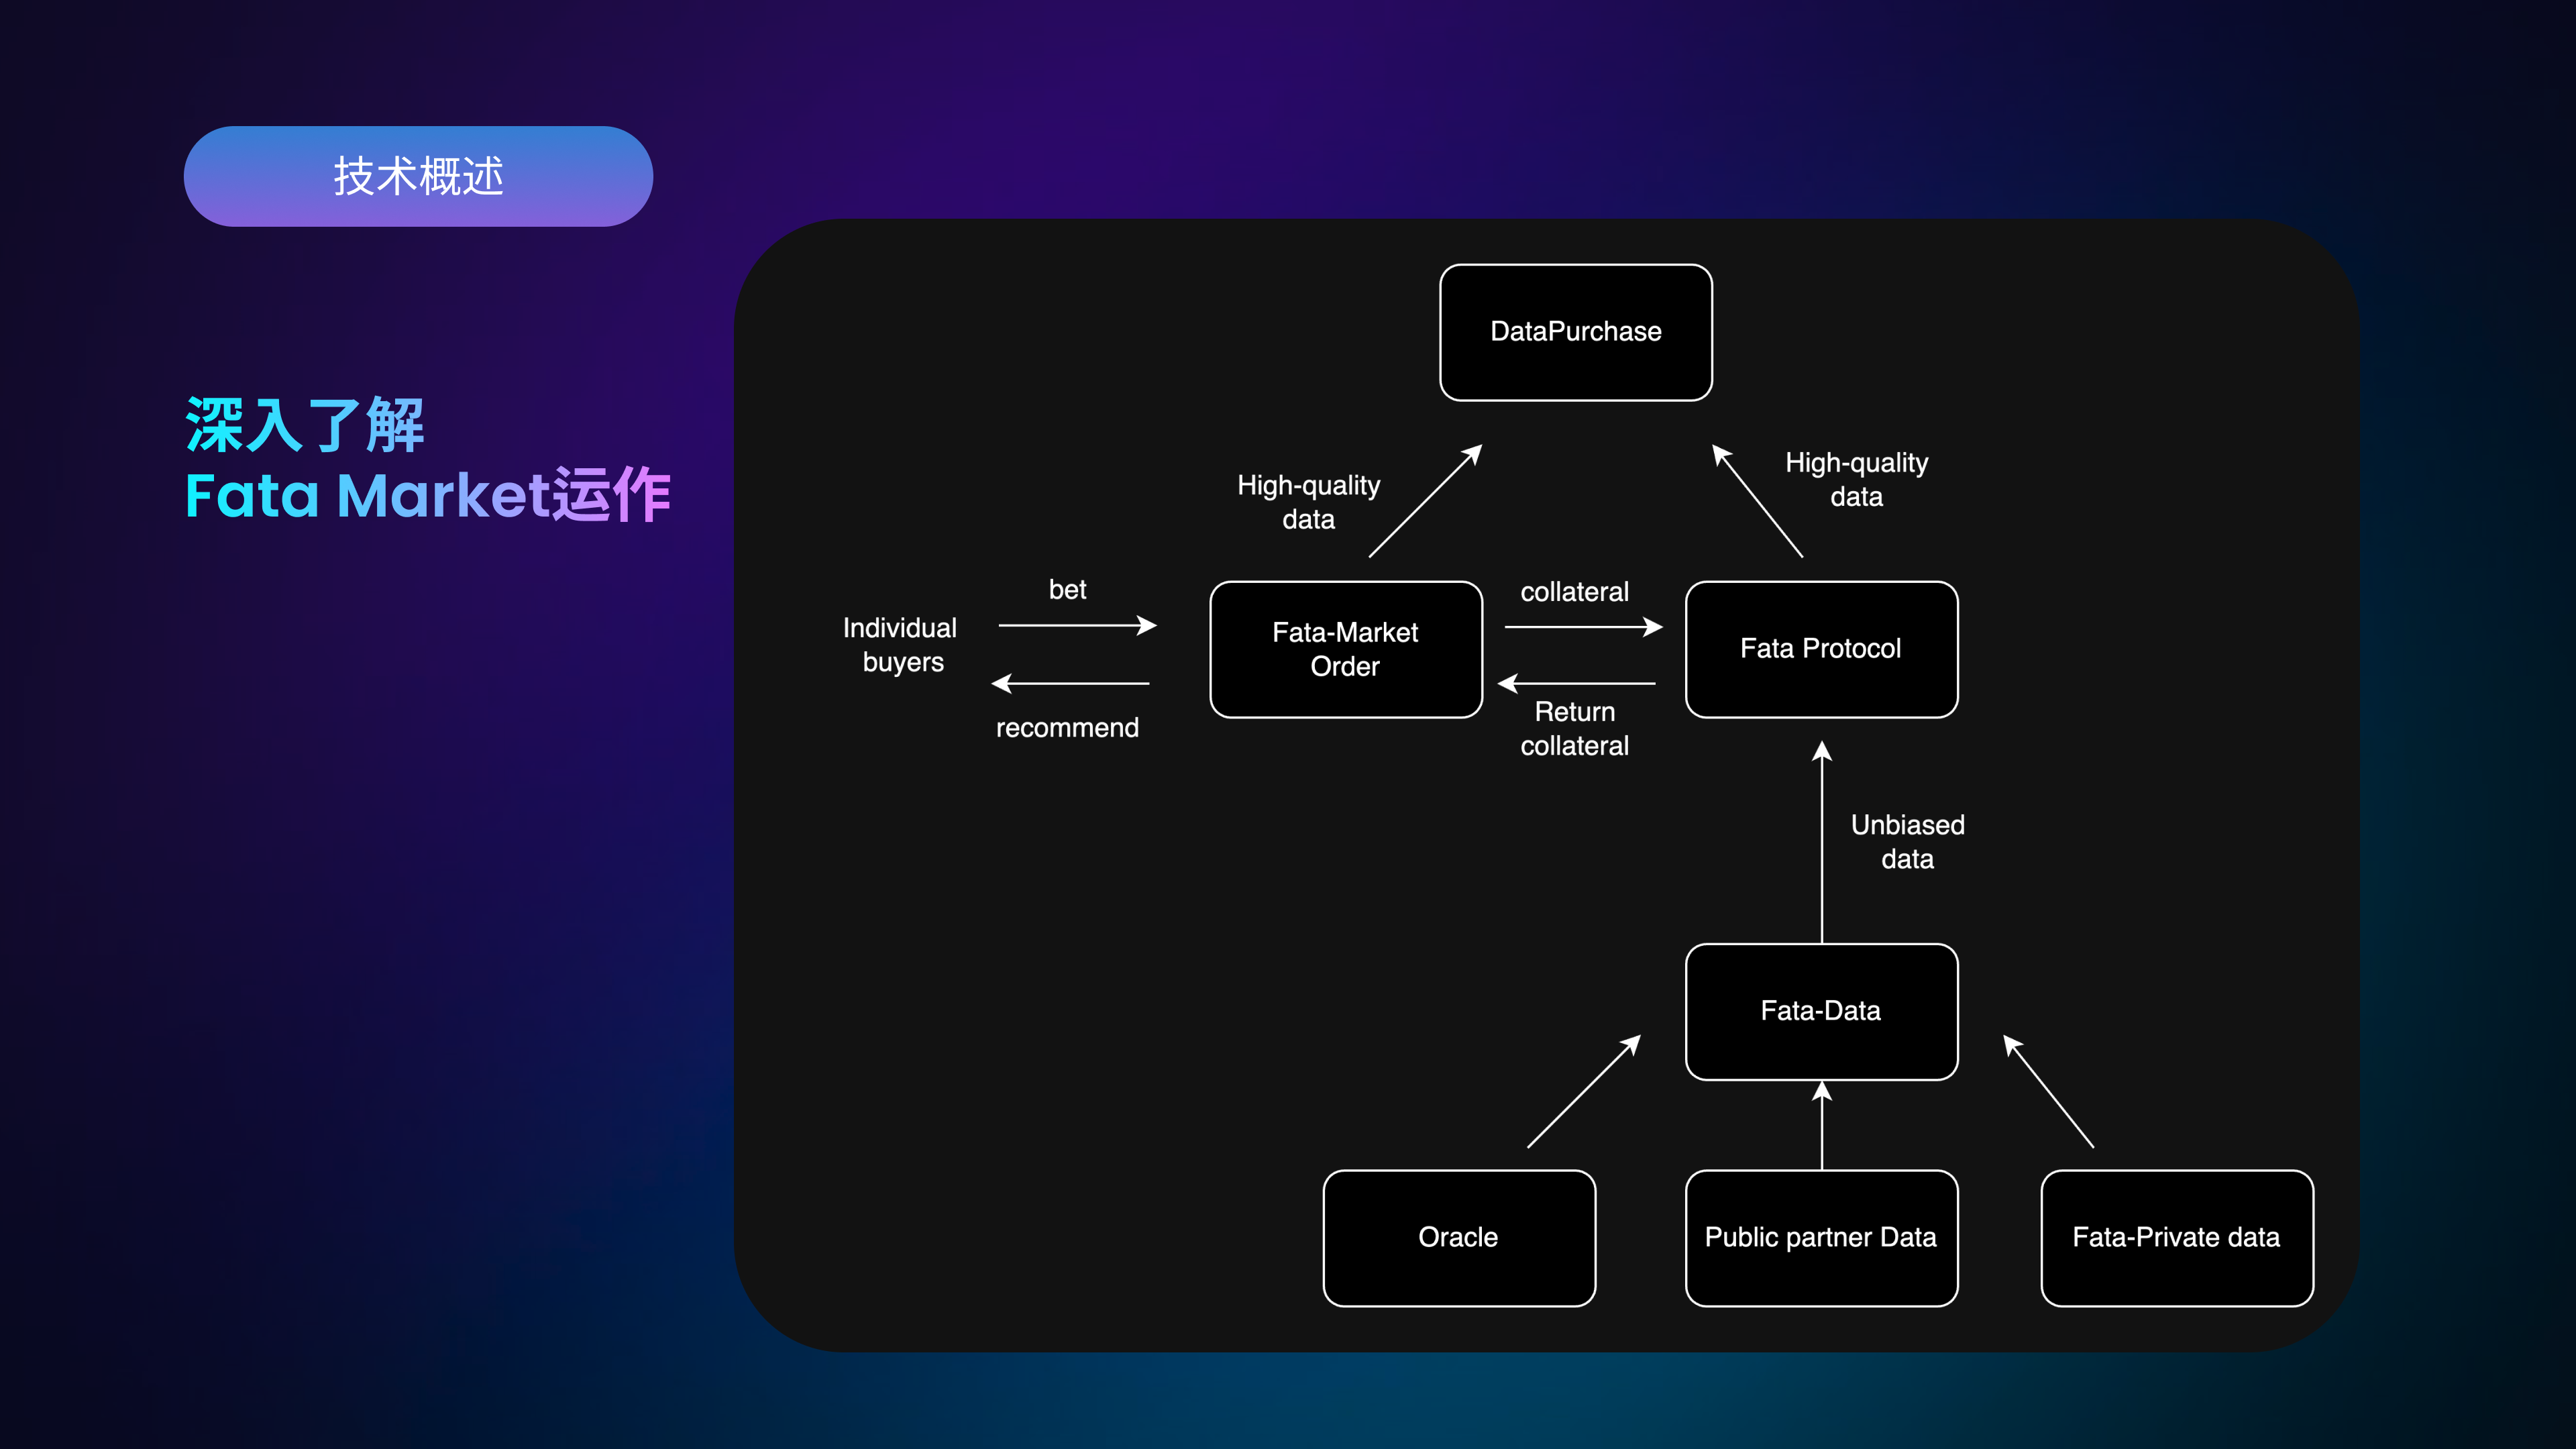 技术概述
深入了解
Fata Market运作
DataPurchase
High-quality
data
High-quality
data
bet
Individual
buyers
recommend
Fata-Market
Order
collateral
Return
collateral
Fata Protocol
Unbiased
data
Fata-Data
Oracle
Public partner Data
Fata-Private data